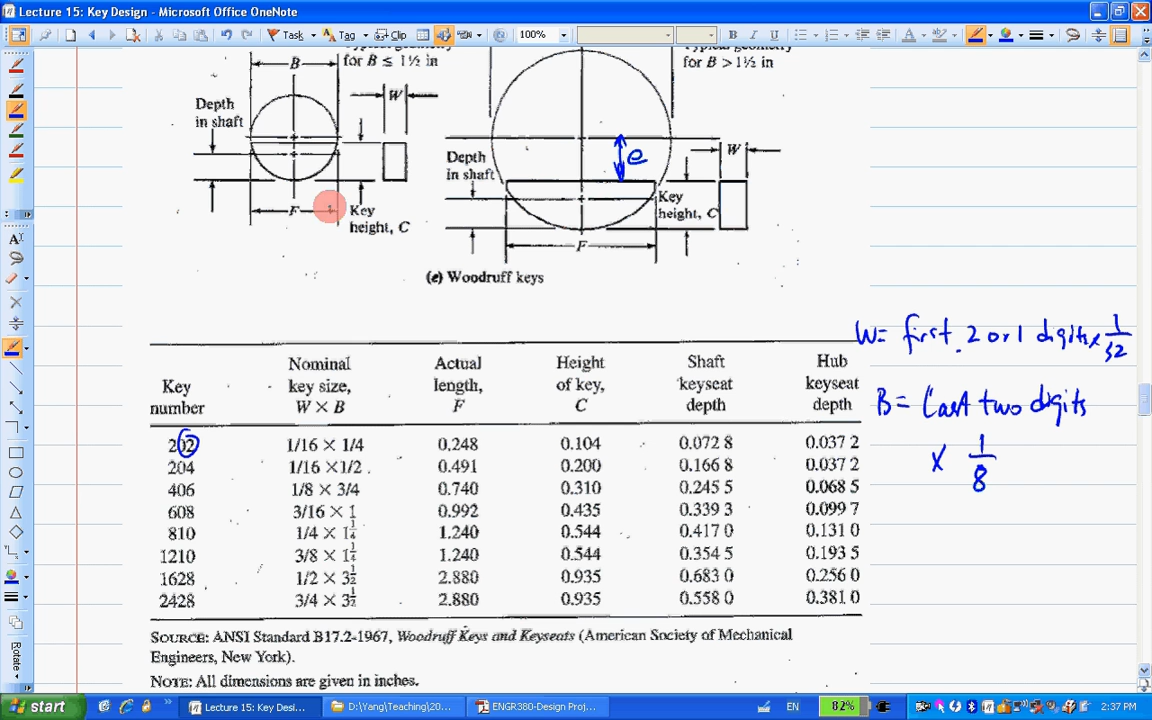 Lecture 15: Key Design - Microsoft Office OneNote
Task
Tag
Clip
100%
B I U
Typical geometry
for B ≤ 1½ in
B
W
Depth
in shaft
F
Key
height, C
Typical geometry
for B > 1½ in
e
W
Depth
in shaft
Key
height, C
F
(e) Woodruff keys
W= first 2 or 1 digits × 1/32
B= Last two digits
× 1/8
Key number Nominal key size, W × B Actual length, F Height of key, C Shaft keyseat depth Hub keyseat depth
202 1/16 × 1/4 0.248 0.104 0.072 8 0.037 2
204 1/16 ×1/2 0.491 0.200 0.166 8 0.037 2
406 1/8 × 3/4 0.740 0.310 0.245 5 0.068 5
608 3/16 × 1 0.992 0.435 0.339 3 0.099 7
810 1/4 × 1¼ 1.240 0.544 0.417 0 0.131 0
1210 3/8 × 1¼ 1.240 0.544 0.354 5 0.193 5
1628 1/2 × 3½ 2.880 0.935 0.683 0 0.256 0
2428 3/4 × 3½ 2.880 0.935 0.558 0 0.381 0
SOURCE: ANSI Standard B17.2-1967, Woodruff Keys and Keyseats (American Society of Mechanical
Engineers, New York).
NOTE: All dimensions are given in inches.
Rotate
start
Lecture 15: Key Desi...
D:\Yang\Teaching\20...
ENGR380-Design Proj...
EN
82%
2:37 PM